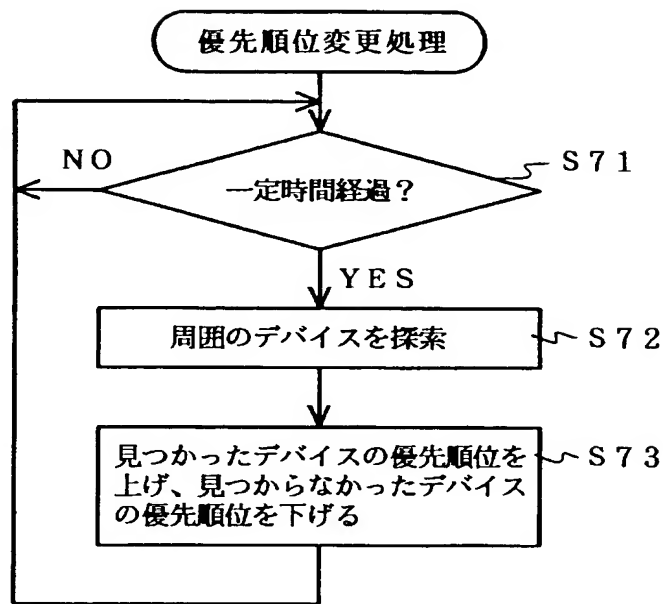 優先順位変更処理
NO
一定時間経過?
S71
YES
周囲のデバイスを探索
S72
見つかったデバイスの優先順位を
上げ、見つからなかったデバイス
の優先順位を下げる
S73